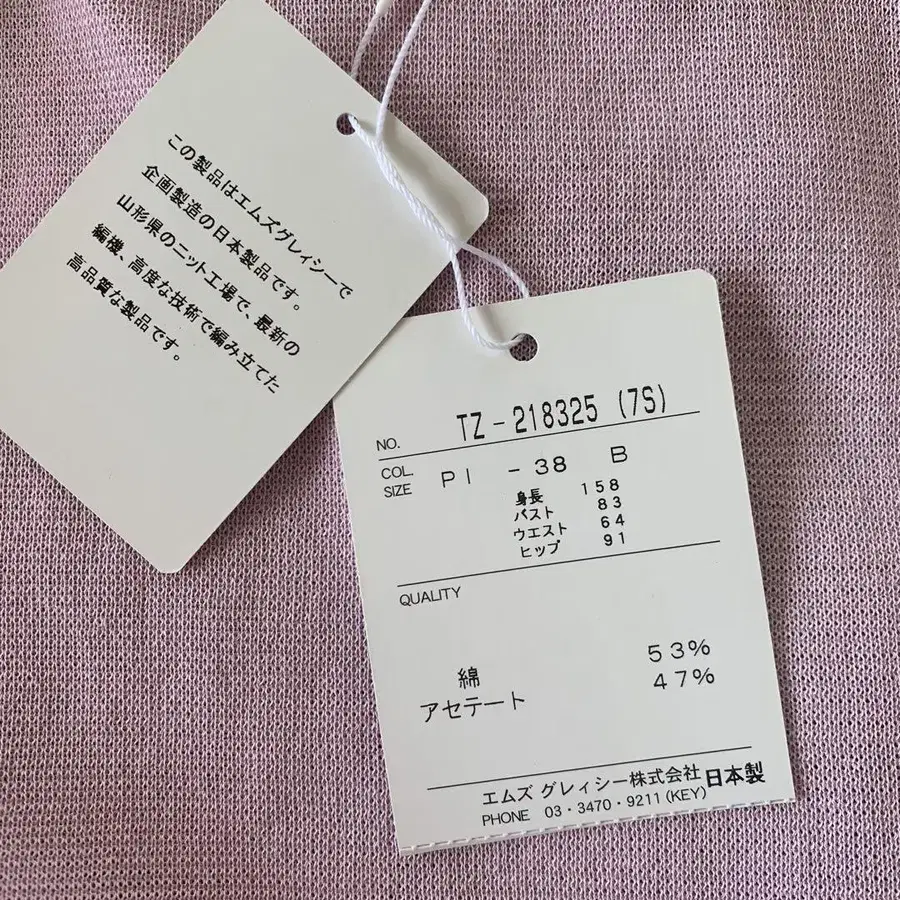 この製品はエムズグレィシーで
企画製造の日本製品です。
山形県のニット工場で、最新の
編機、高度な技術で編み立てた
高品質な製品です。
NO. TZ-218325 (7S)
COL.
SIZE PI -38 B
身長 158
バスト 83
ウエスト 64
ヒップ 91
QUALITY
綿 53%
アセテート 47%
エムズ グレィシー株式会社 日本製
PHONE 03・3470・9211 (KEY)